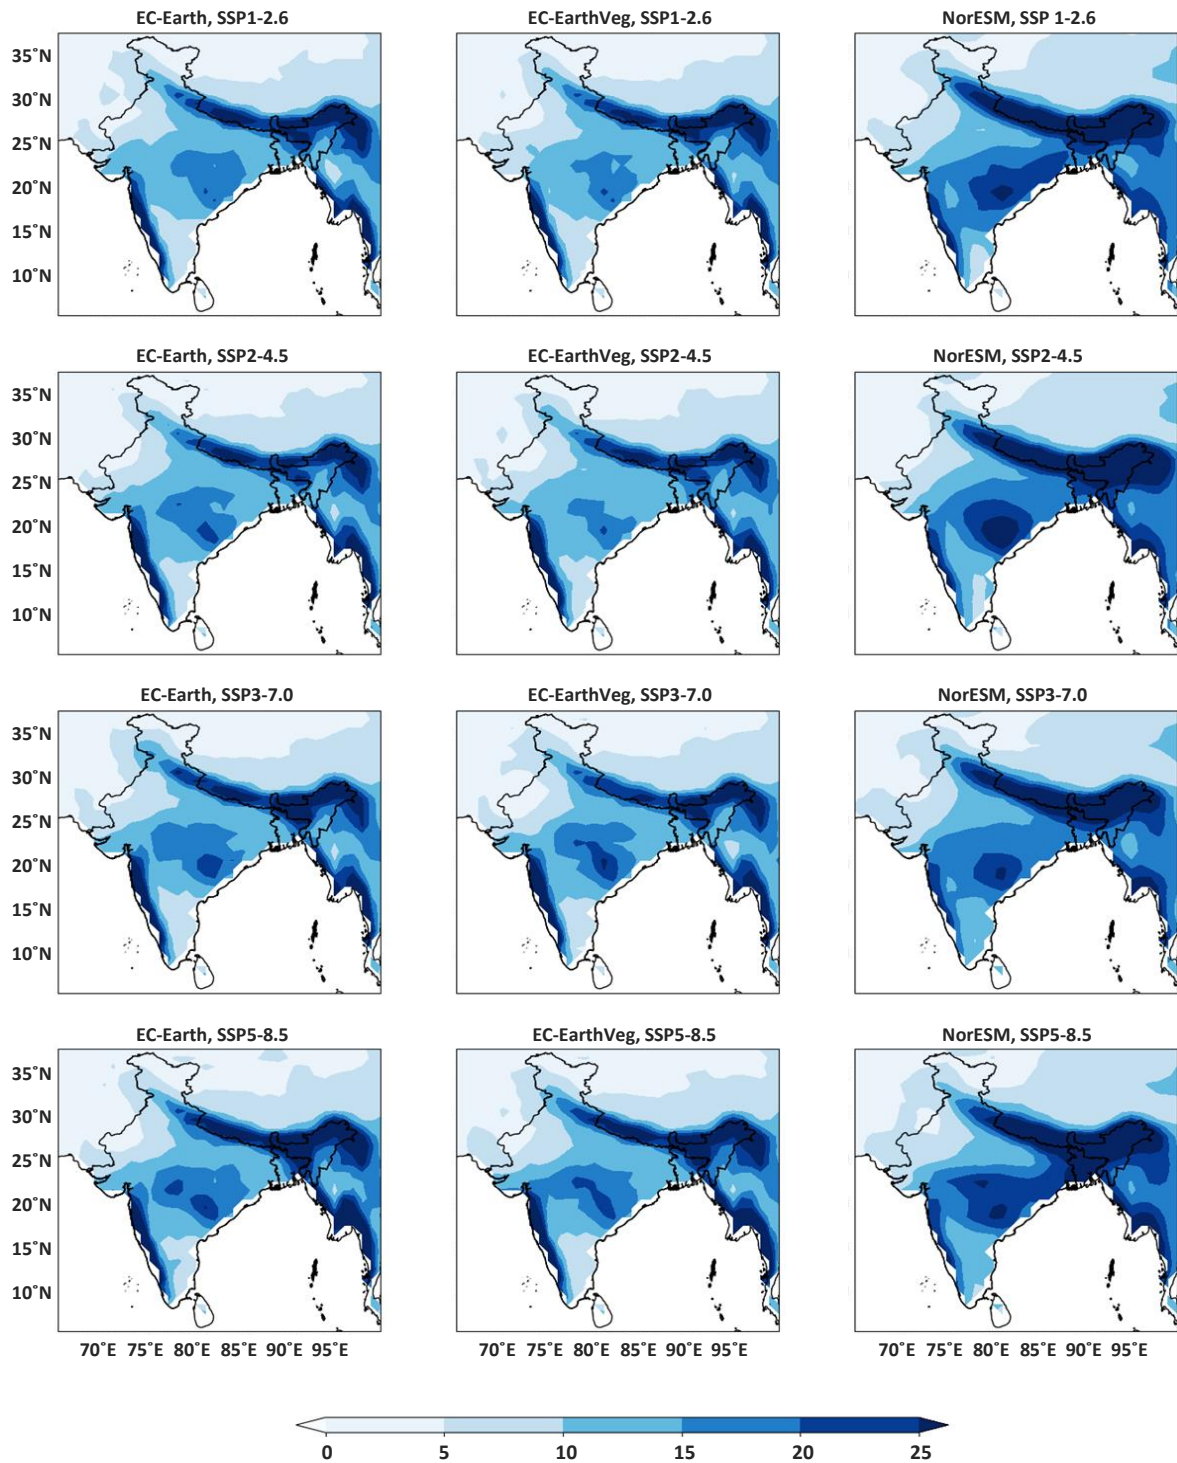 EC-Earth, SSP1-2.6 EC-EarthVeg, SSP1-2.6 NorESM, SSP 1-2.6
35°N
30°N
25°N
20°N
15°N
10°N
EC-Earth, SSP2-4.5 EC-EarthVeg, SSP2-4.5 NorESM, SSP2-4.5
35°N
30°N
25°N
20°N
15°N
10°N
EC-Earth, SSP3-7.0 EC-EarthVeg, SSP3-7.0 NorESM, SSP3-7.0
35°N
30°N
25°N
20°N
15°N
10°N
EC-Earth, SSP5-8.5 EC-EarthVeg, SSP5-8.5 NorESM, SSP5-8.5
35°N
30°N
25°N
20°N
15°N
10°N
70°E 75°E 80°E 85°E 90°E 95°E 70°E 75°E 80°E 85°E 90°E 95°E 70°E 75°E 80°E 85°E 90°E 95°E
0 5 10 15 20 25